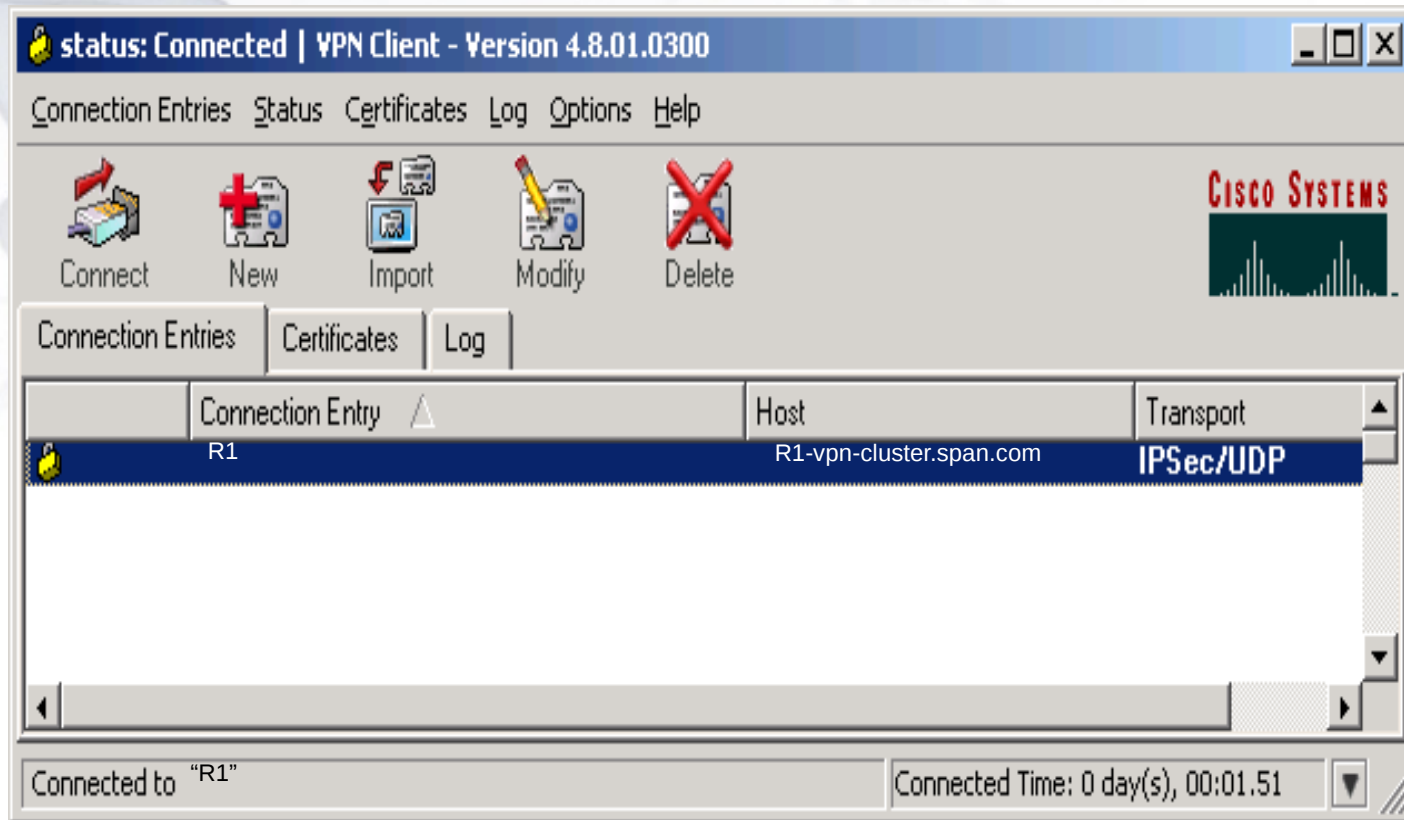 status: Connected | VPN Client - Version 4.8.01.0300
Connection Entries Status Certificates Log Options Help
CISCO SYSTEMS
Connect New Import Modify Delete
Connection Entries Certificates Log
Connection Entry Host Transport
R1 R1-vpn-cluster.span.com IPSec/UDP
Connected to “R1” Connected Time: 0 day(s), 00:01.51